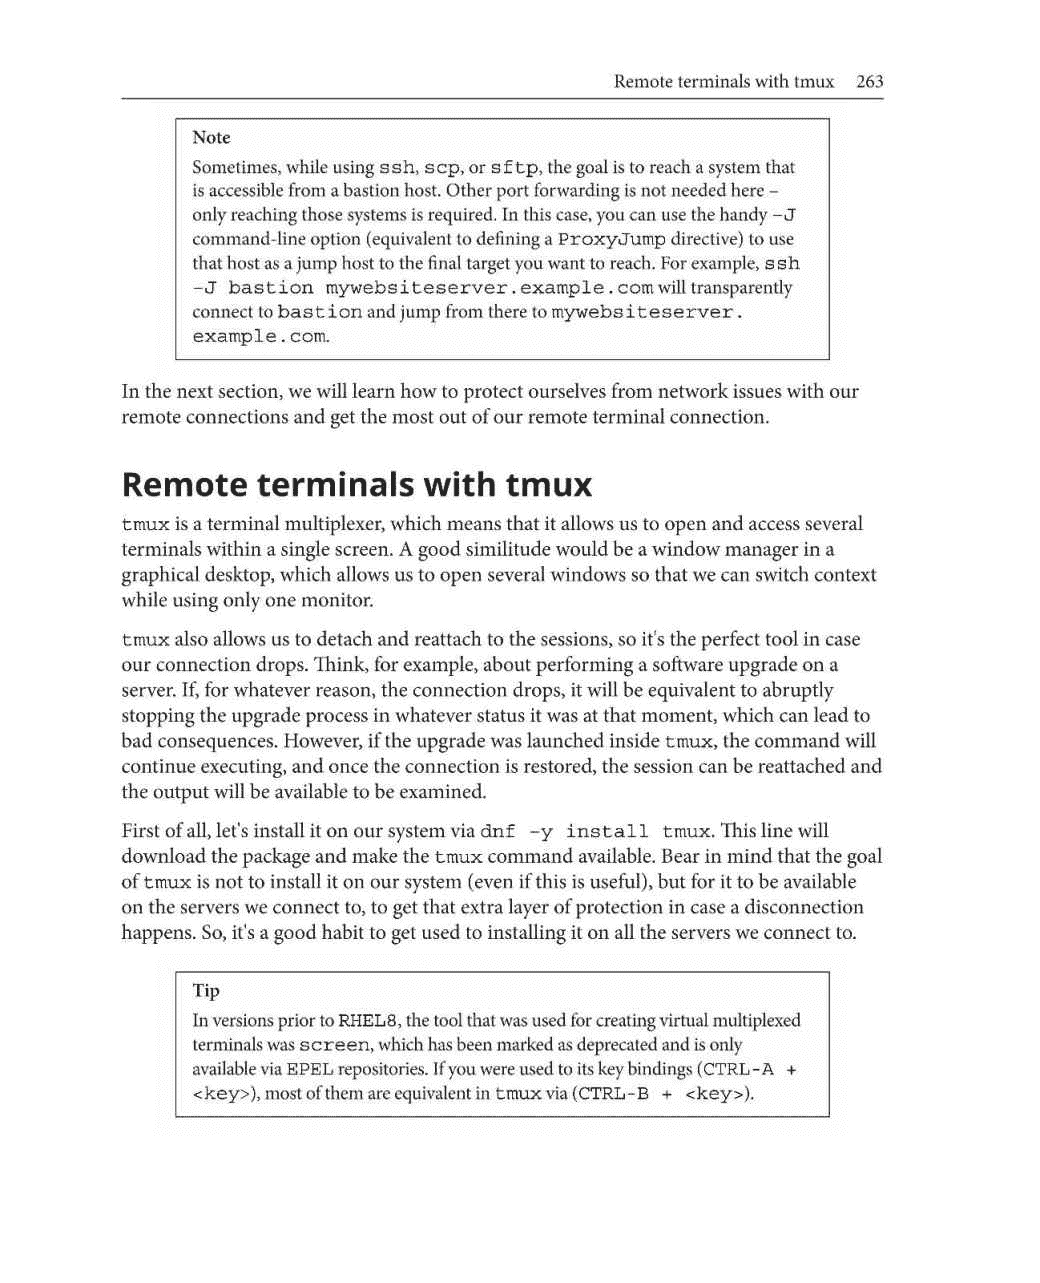 Remote terminals with tmux 263
Note
Sometimes, while using ssh, scp, or sftp, the goal is to reach a system that
is accessible from a bastion host. Other port forwarding is not needed here –
only reaching those systems is required. In this case, you can use the handy -J
command-line option (equivalent to defining a ProxyJump directive) to use
that host as a jump host to the final target you want to reach. For example, ssh
-J bastion mywebsiteserver.example.com will transparently
connect to bastion and jump from there to mywebsiteserver.
example.com.
In the next section, we will learn how to protect ourselves from network issues with our
remote connections and get the most out of our remote terminal connection.
Remote terminals with tmux
tmux is a terminal multiplexer, which means that it allows us to open and access several
terminals within a single screen. A good similitude would be a window manager in a
graphical desktop, which allows us to open several windows so that we can switch context
while using only one monitor.
tmux also allows us to detach and reattach to the sessions, so it's the perfect tool in case
our connection drops. Think, for example, about performing a software upgrade on a
server. If, for whatever reason, the connection drops, it will be equivalent to abruptly
stopping the upgrade process in whatever status it was at that moment, which can lead to
bad consequences. However, if the upgrade was launched inside tmux, the command will
continue executing, and once the connection is restored, the session can be reattached and
the output will be available to be examined.
First of all, let's install it on our system via dnf -y install tmux. This line will
download the package and make the tmux command available. Bear in mind that the goal
of tmux is not to install it on our system (even if this is useful), but for it to be available
on the servers we connect to, to get that extra layer of protection in case a disconnection
happens. So, it's a good habit to get used to installing it on all the servers we connect to.
Tip
In versions prior to RHEL8, the tool that was used for creating virtual multiplexed
terminals was screen, which has been marked as deprecated and is only
available via EPEL repositories. If you were used to its key bindings (CTRL-A +
<key>), most of them are equivalent in tmux via (CTRL-B + <key>).